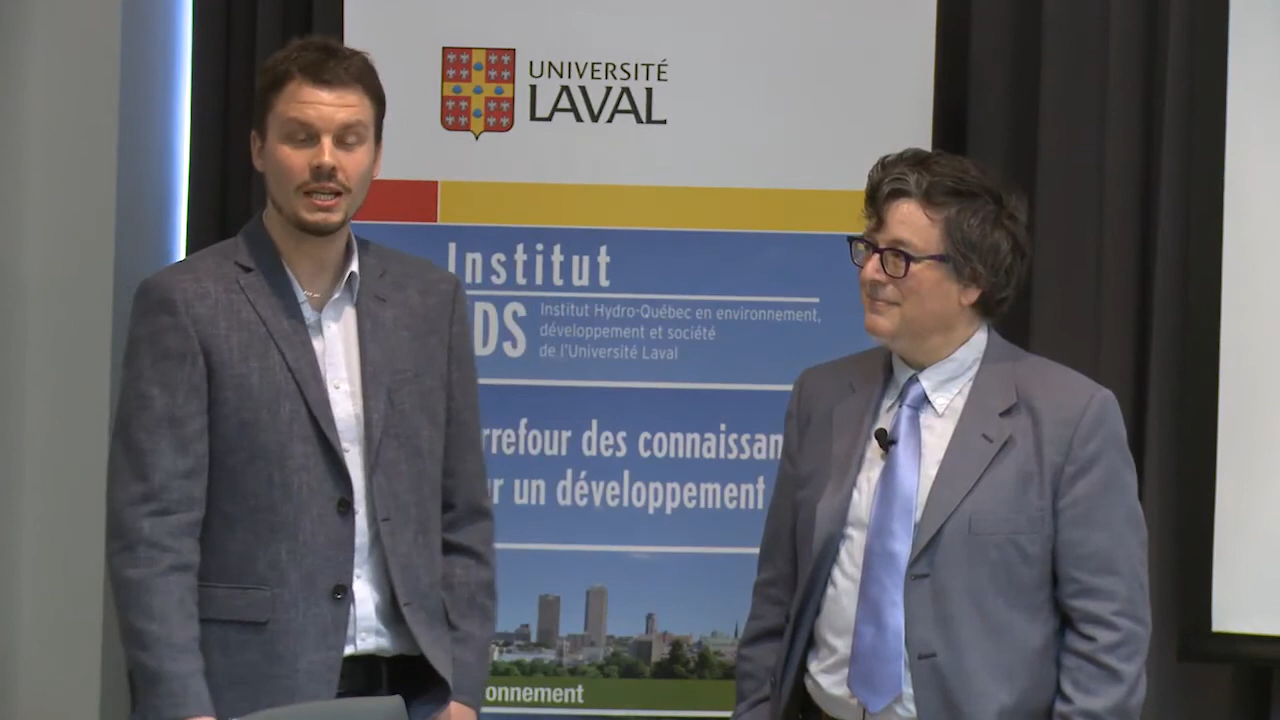 UNIVERSITÉ
LAVAL
Institut
DS
Institut Hydro-Québec en environnement,
développement et société
de l'Université Laval
rrefour des connaissan
r un développement
onnement